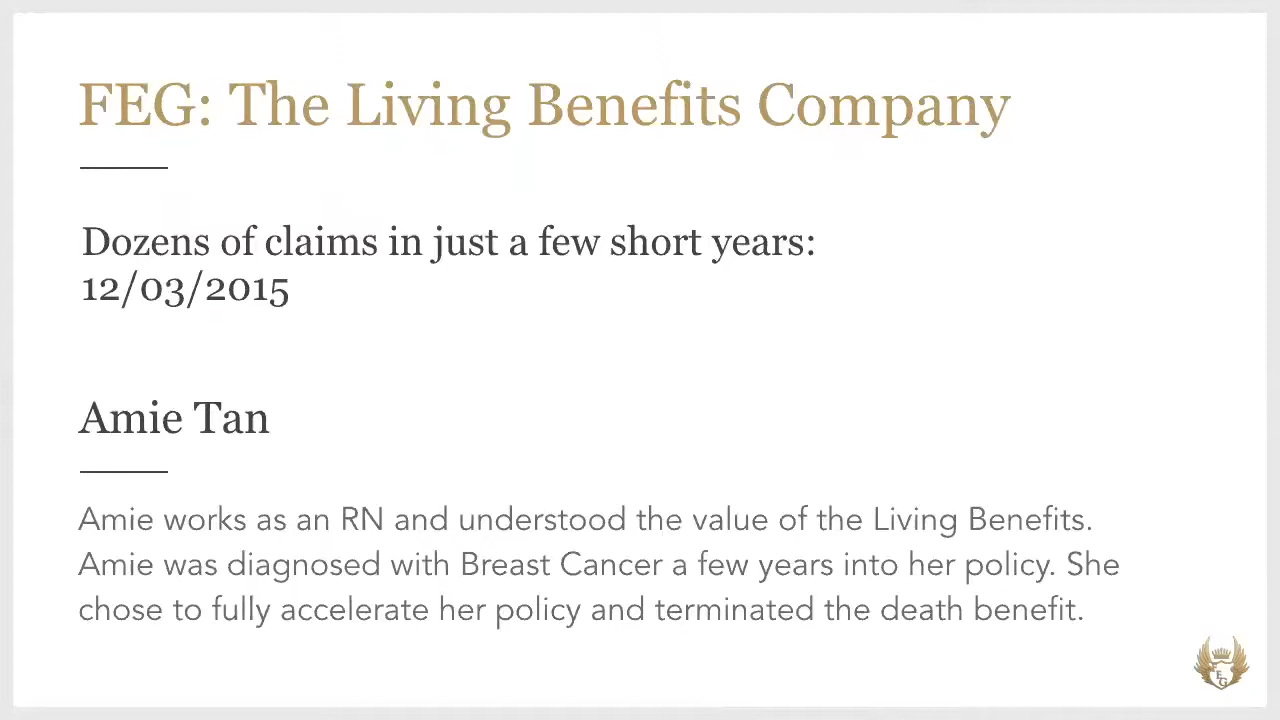 FEG: The Living Benefits Company
Dozens of claims in just a few short years:
12/03/2015
Amie Tan
Amie works as an RN and understood the value of the Living Benefits.
Amie was diagnosed with Breast Cancer a few years into her policy. She
chose to fully accelerate her policy and terminated the death benefit.
FEG